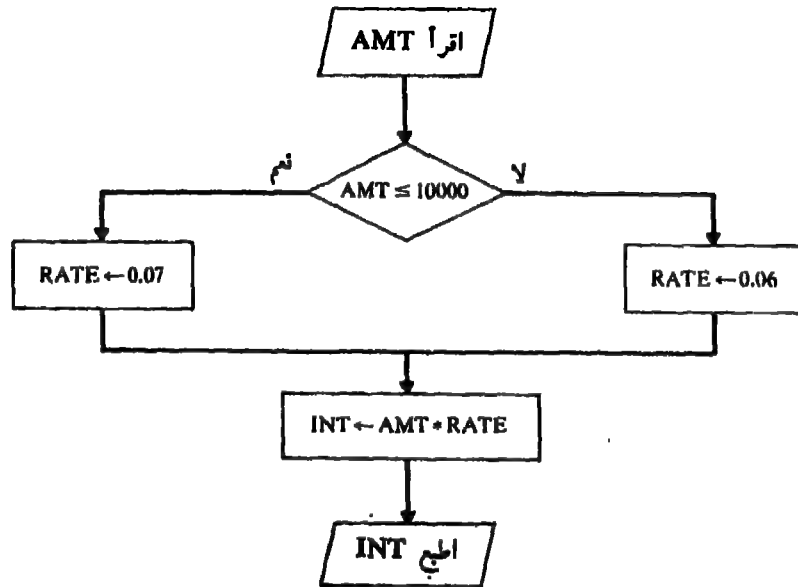 اقرأ AMT
نعم
لا
AMT ≤ 10000
RATE ← 0.07
RATE ← 0.06
INT ← AMT * RATE
اطبع INT